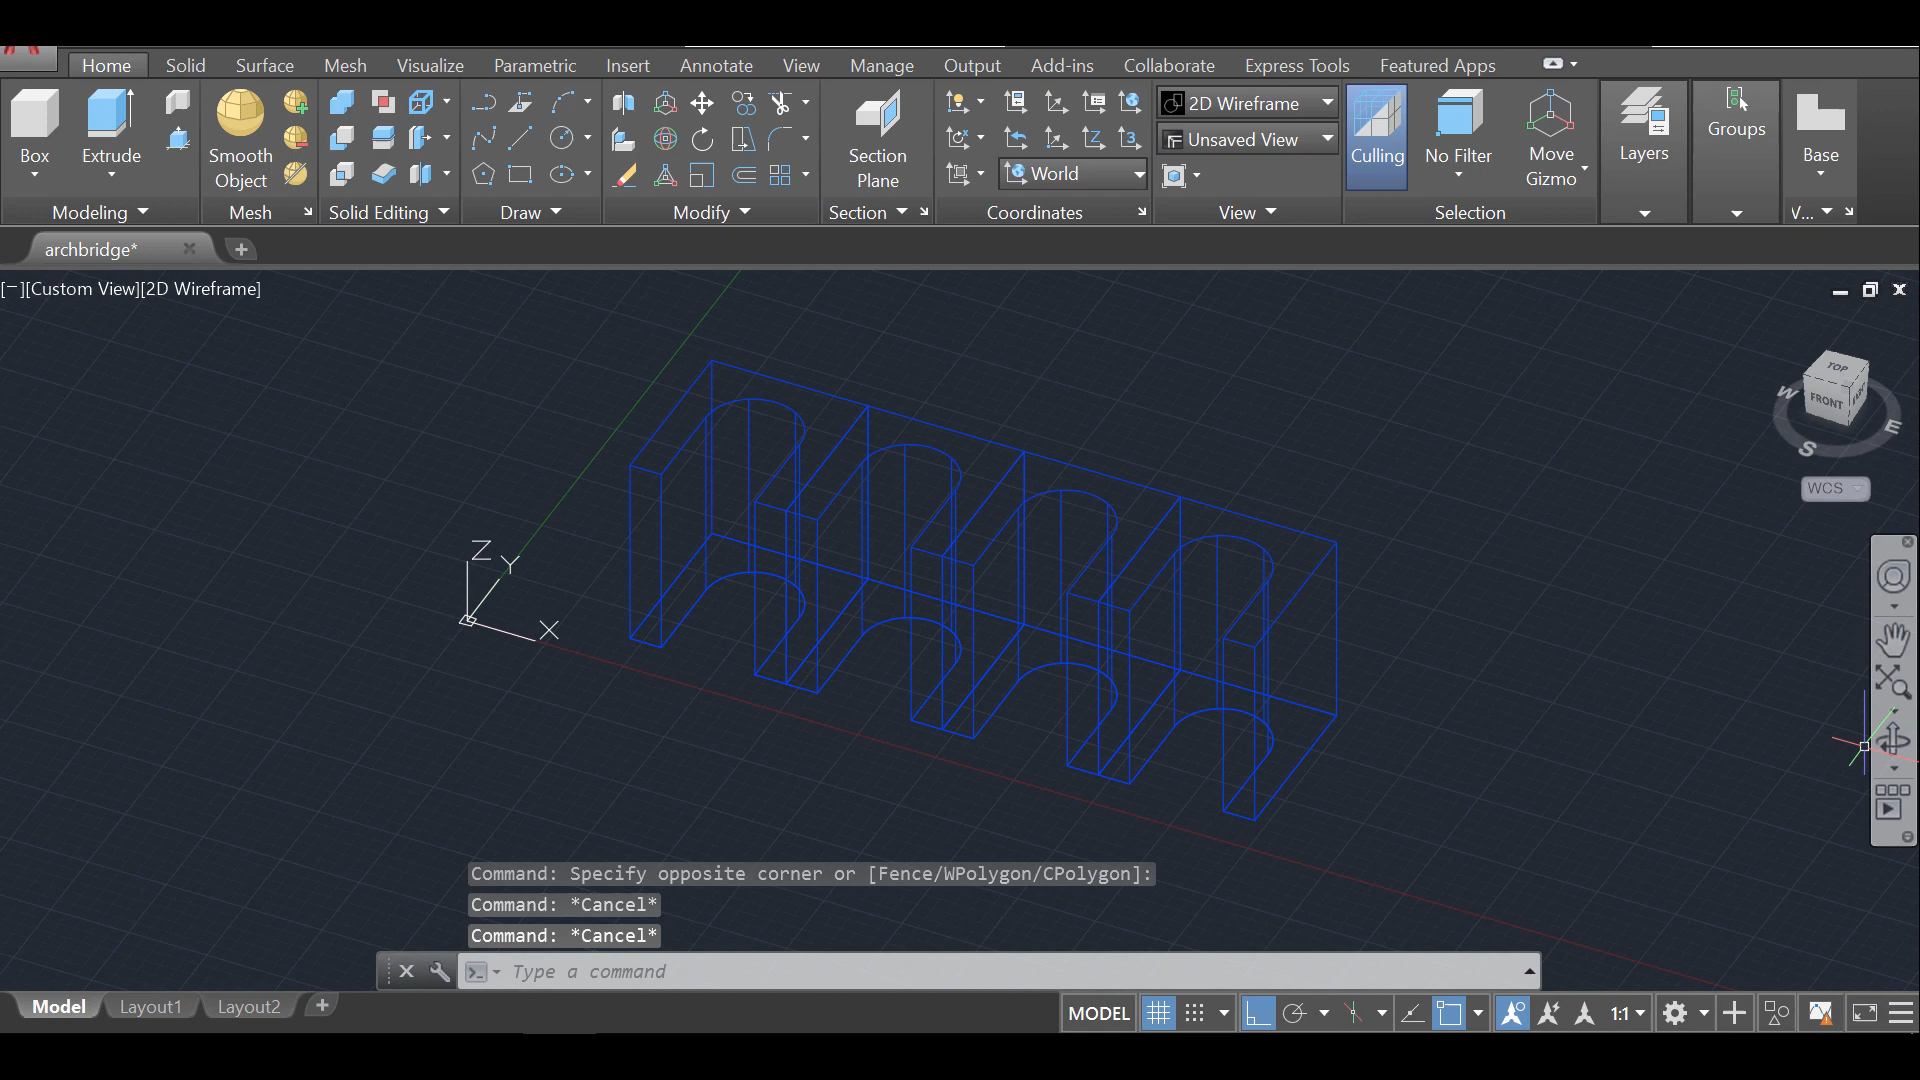 Home Solid Surface Mesh Visualize Parametric Insert Annotate View Manage Output Add-ins Collaborate Express Tools Featured Apps
Box
Extrude
Smooth
Object
Section
Plane
World
2D Wireframe
Unsaved View
Culling
No Filter
Move
Gizmo
Layers
Groups
Base
Modeling Mesh Solid Editing Draw Modify Section Coordinates View Selection V...
archbridge*
[−][Custom View][2D Wireframe]
TOP
FRONT
W
E
S
WCS
Z
Y
X
Command: Specify opposite corner or [Fence/WPolygon/CPolygon]:
Command: *Cancel*
Command: *Cancel*
Type a command
Model Layout1 Layout2
MODEL 1:1